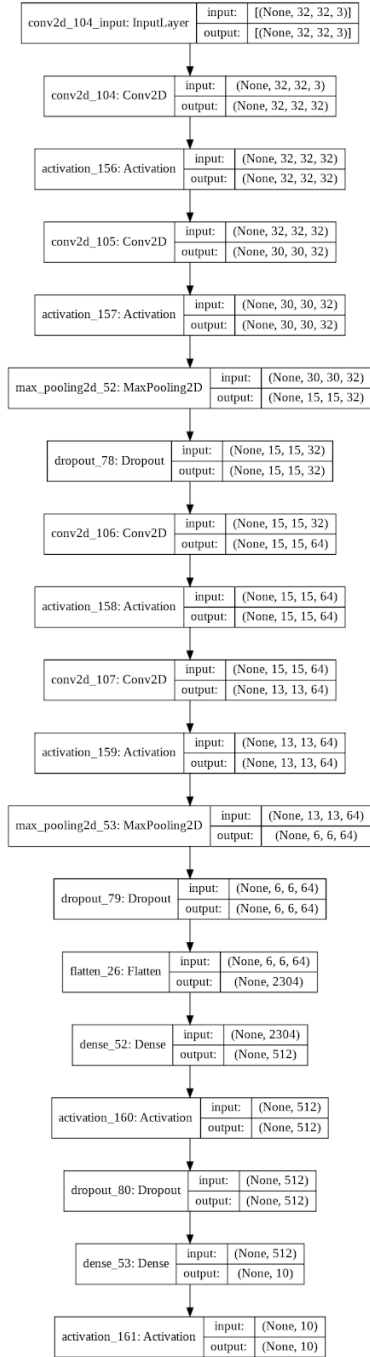 conv2d_104_input: InputLayer
input: [(None, 32, 32, 3)]
output: [(None, 32, 32, 3)]
conv2d_104: Conv2D
input: (None, 32, 32, 3)
output: (None, 32, 32, 32)
activation_156: Activation
input: (None, 32, 32, 32)
output: (None, 32, 32, 32)
conv2d_105: Conv2D
input: (None, 32, 32, 32)
output: (None, 30, 30, 32)
activation_157: Activation
input: (None, 30, 30, 32)
output: (None, 30, 30, 32)
max_pooling2d_52: MaxPooling2D
input: (None, 30, 30, 32)
output: (None, 15, 15, 32)
dropout_78: Dropout
input: (None, 15, 15, 32)
output: (None, 15, 15, 32)
conv2d_106: Conv2D
input: (None, 15, 15, 32)
output: (None, 15, 15, 64)
activation_158: Activation
input: (None, 15, 15, 64)
output: (None, 15, 15, 64)
conv2d_107: Conv2D
input: (None, 15, 15, 64)
output: (None, 13, 13, 64)
activation_159: Activation
input: (None, 13, 13, 64)
output: (None, 13, 13, 64)
max_pooling2d_53: MaxPooling2D
input: (None, 13, 13, 64)
output: (None, 6, 6, 64)
dropout_79: Dropout
input: (None, 6, 6, 64)
output: (None, 6, 6, 64)
flatten_26: Flatten
input: (None, 6, 6, 64)
output: (None, 2304)
dense_52: Dense
input: (None, 2304)
output: (None, 512)
activation_160: Activation
input: (None, 512)
output: (None, 512)
dropout_80: Dropout
input: (None, 512)
output: (None, 512)
dense_53: Dense
input: (None, 512)
output: (None, 10)
activation_161: Activation
input: (None, 10)
output: (None, 10)